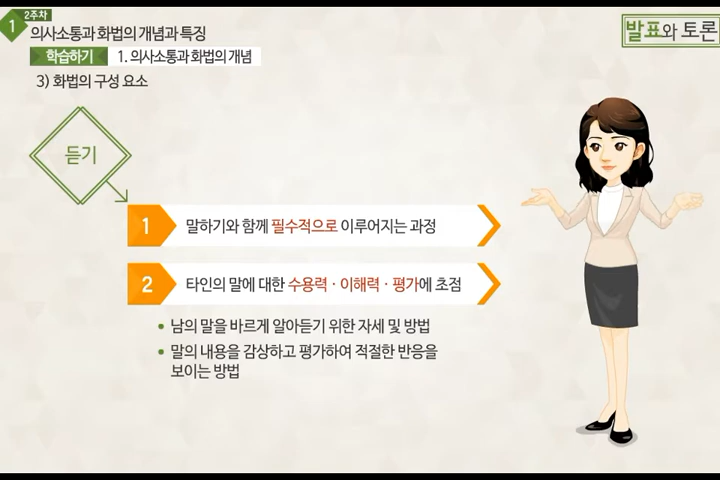 1
2주차
의사소통과 화법의 개념과 특징
발표와 토론
학습하기 1. 의사소통과 화법의 개념
3) 화법의 구성 요소
듣기
1 말하기와 함께 필수적으로 이루어지는 과정
2 타인의 말에 대한 수용력 · 이해력 · 평가에 초점
• 남의 말을 바르게 알아듣기 위한 자세 및 방법
• 말의 내용을 감상하고 평가하여 적절한 반응을
보이는 방법